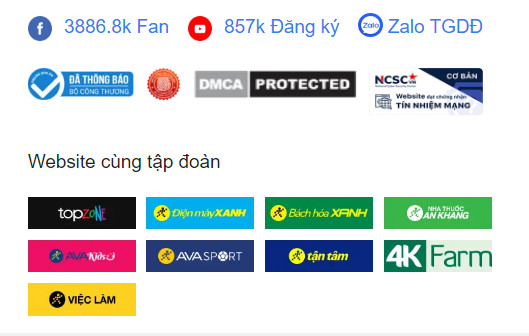 3886.8k Fan 857k Đăng ký Zalo Zalo TGDĐ
ĐÃ THÔNG BÁO
BỘ CÔNG THƯƠNG
DMCA PROTECTED
NCSC CƠ BẢN
Website đạt chứng nhận
TÍN NHIỆM MẠNG
Website cùng tập đoàn
topzone Điện máy XANH Bách hóa XANH NHÀ THUỐC AN KHANG
AVAKids AVASPORT tận tâm 4K Farm
VIỆC LÀM